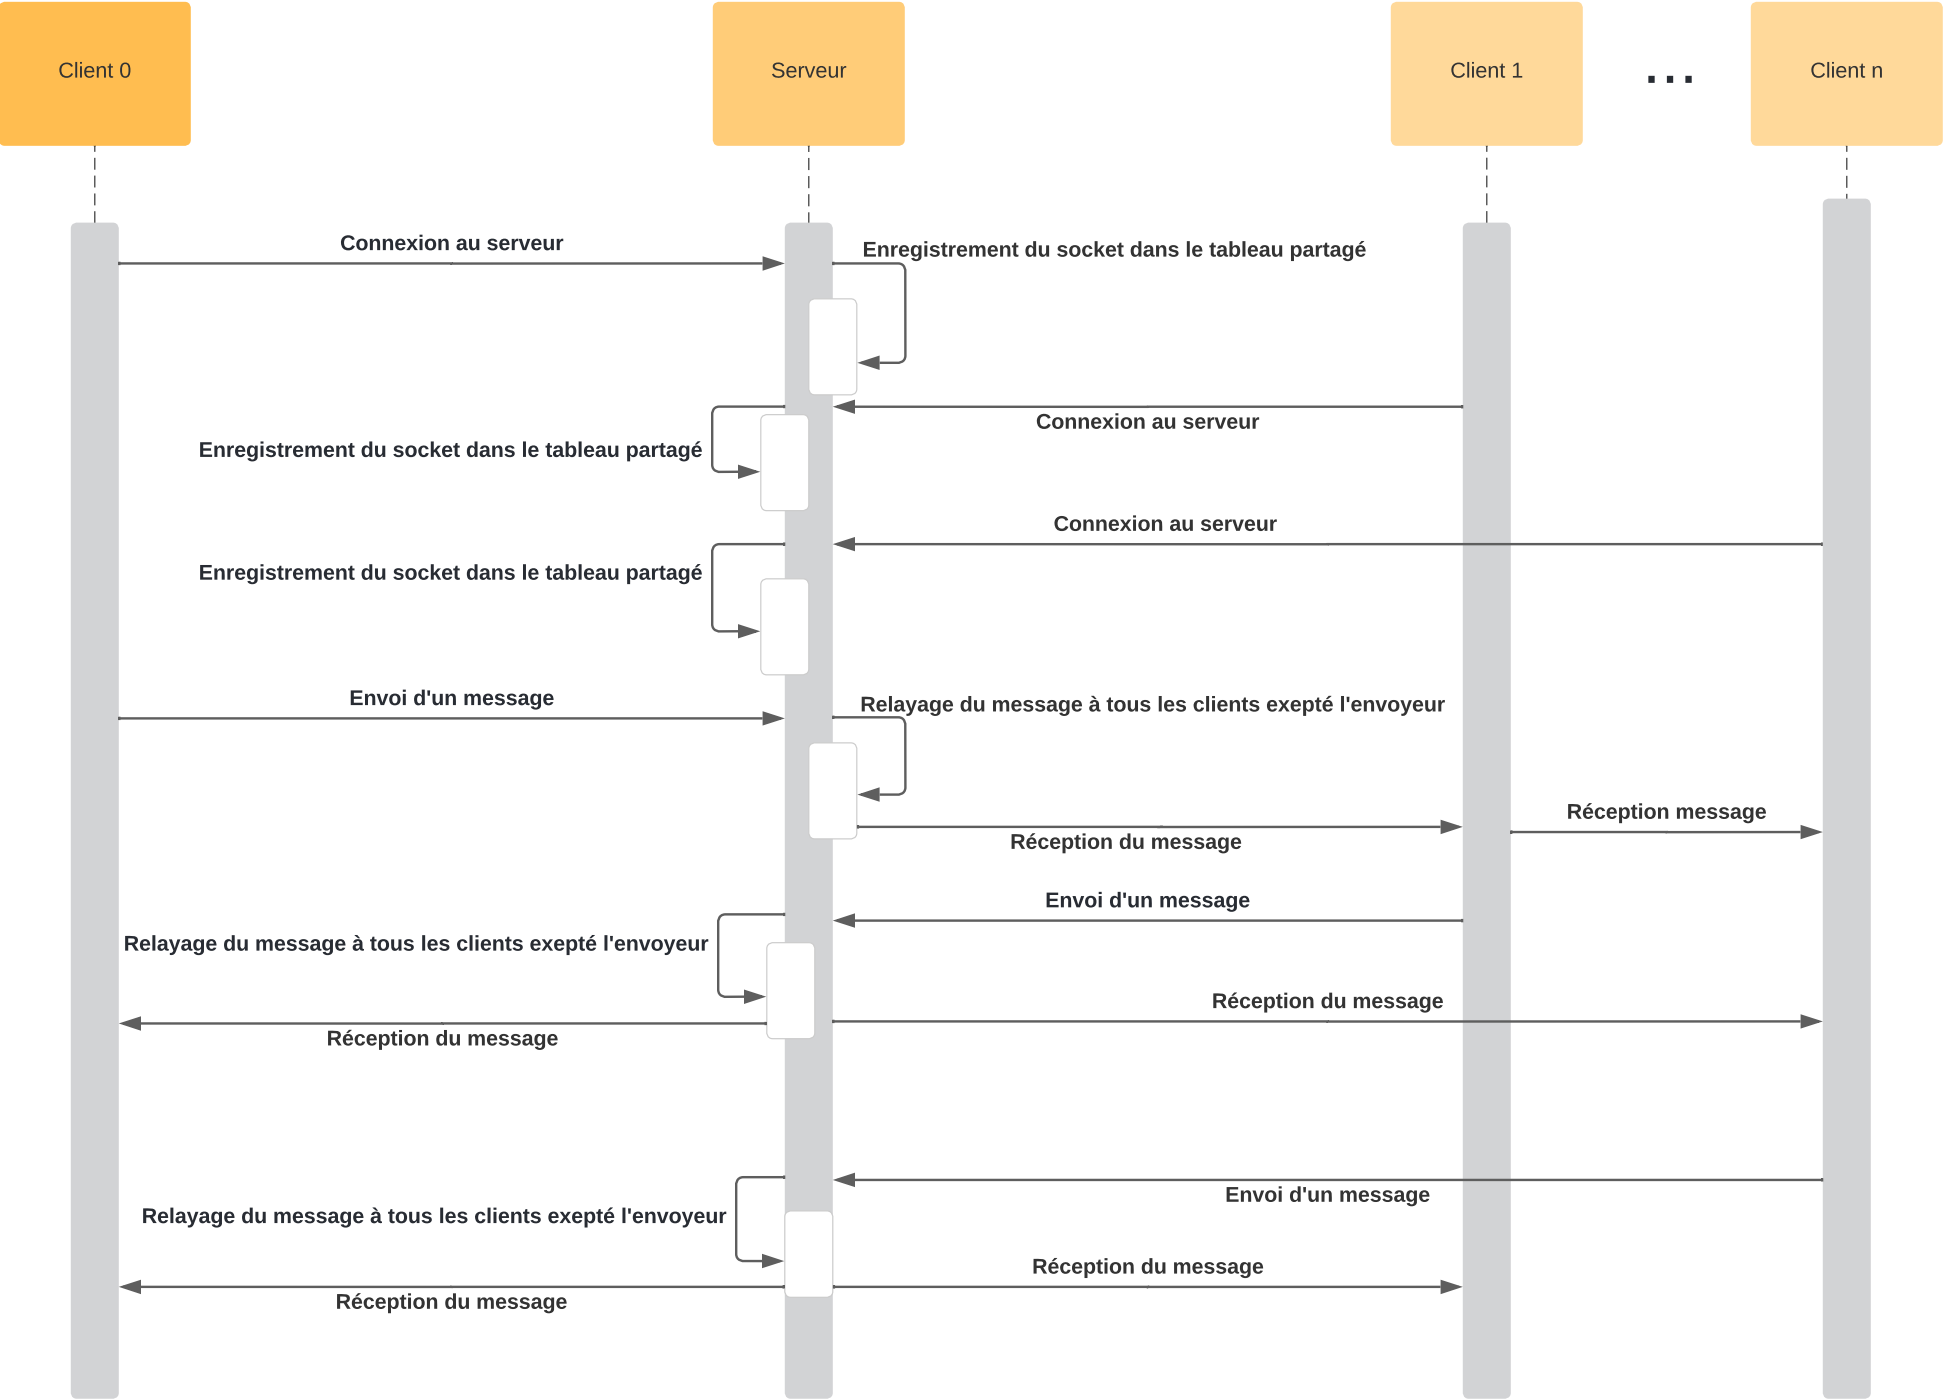 Client 0
Serveur
Client 1
...
Client n
Connexion au serveur
Enregistrement du socket dans le tableau partagé
Connexion au serveur
Enregistrement du socket dans le tableau partagé
Connexion au serveur
Enregistrement du socket dans le tableau partagé
Envoi d'un message
Relayage du message à tous les clients exepté l'envoyeur
Réception message
Réception du message
Envoi d'un message
Relayage du message à tous les clients exepté l'envoyeur
Réception du message
Réception du message
Envoi d'un message
Relayage du message à tous les clients exepté l'envoyeur
Réception du message
Réception du message